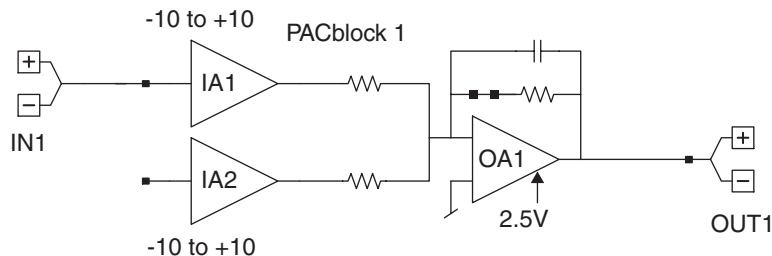 -10 to +10
PACblock 1
+
IA1
−
IN1
OA1
+
IA2
−
2.5V
OUT1
-10 to +10